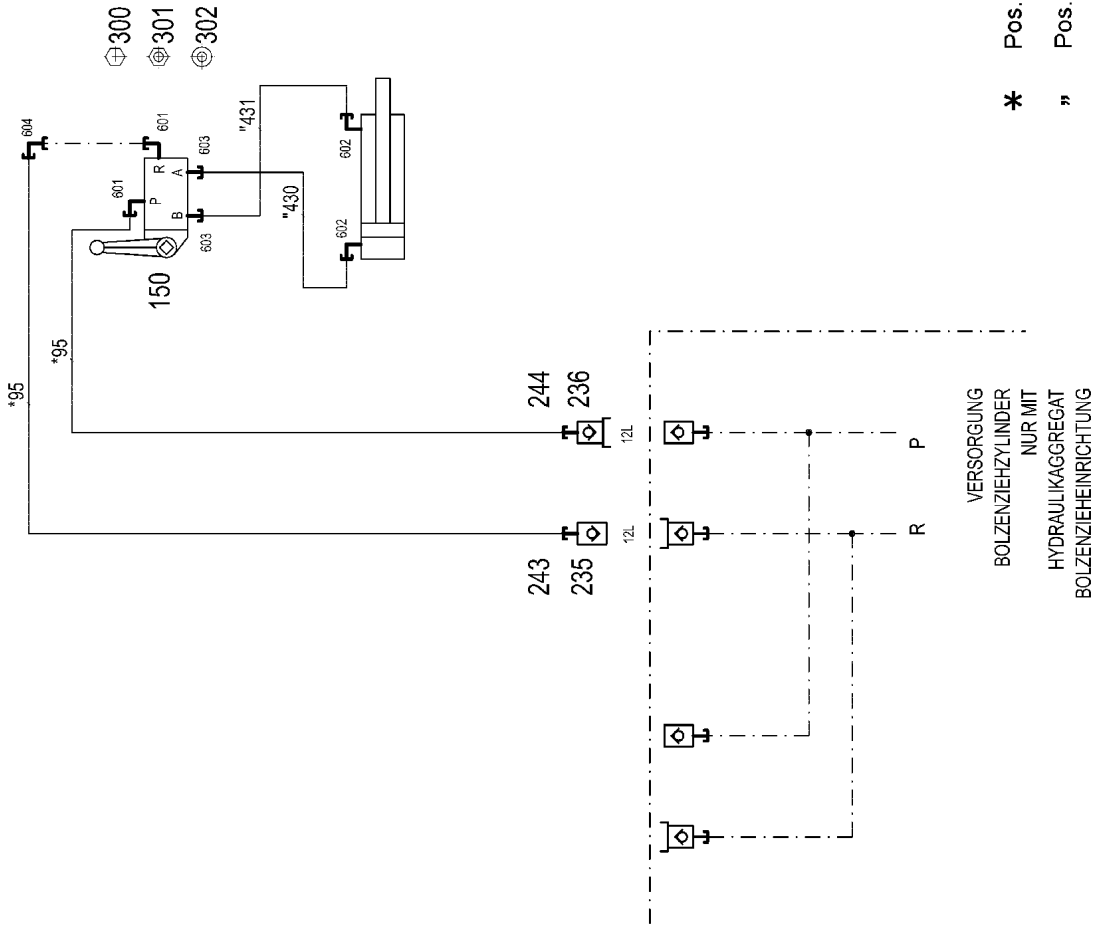 300
301
302
*95
604
601
R
601
P
603
A
B
603
"431
"430
602
602
150
*95
244
236
12L
243
235
12L
P
R
VERSORGUNG
BOLZENZIEHZYLINDER
NUR MIT
HYDRAULIKAGGREGAT
BOLZENZIEHEINRICHTUNG
* Pos.
" Pos.